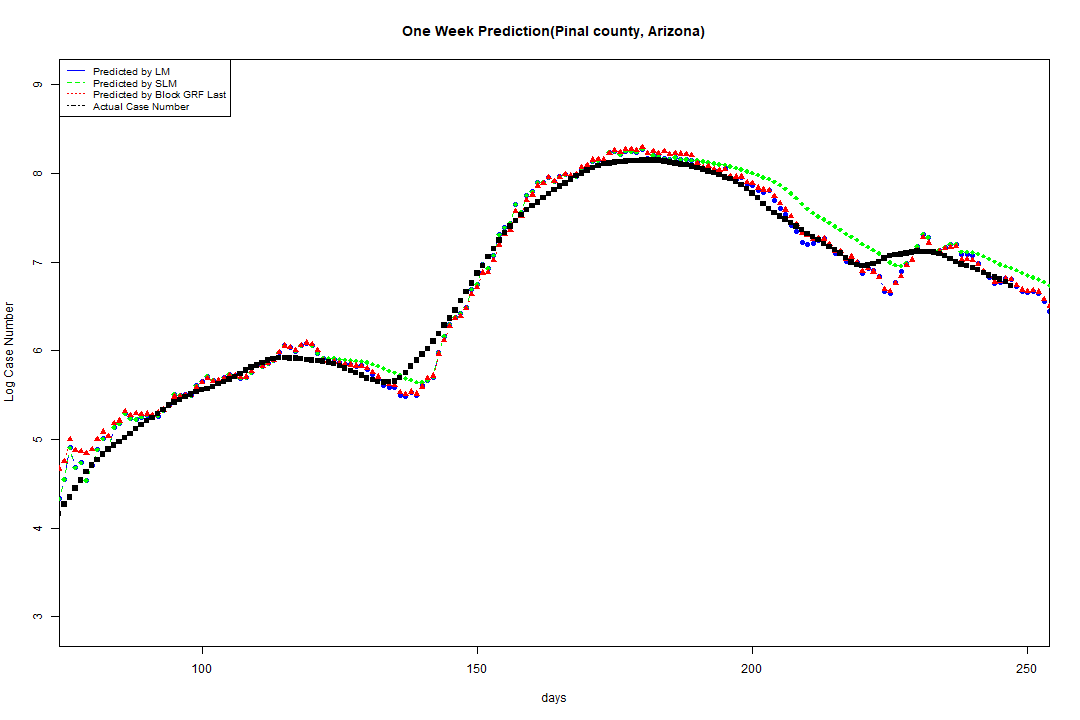 One Week Prediction(Pinal county, Arizona)
Predicted by LM
Predicted by SLM
Predicted by Block GRF Last
Actual Case Number
9
8
7
6
5
4
3
Log Case Number
100 150 200 250
days